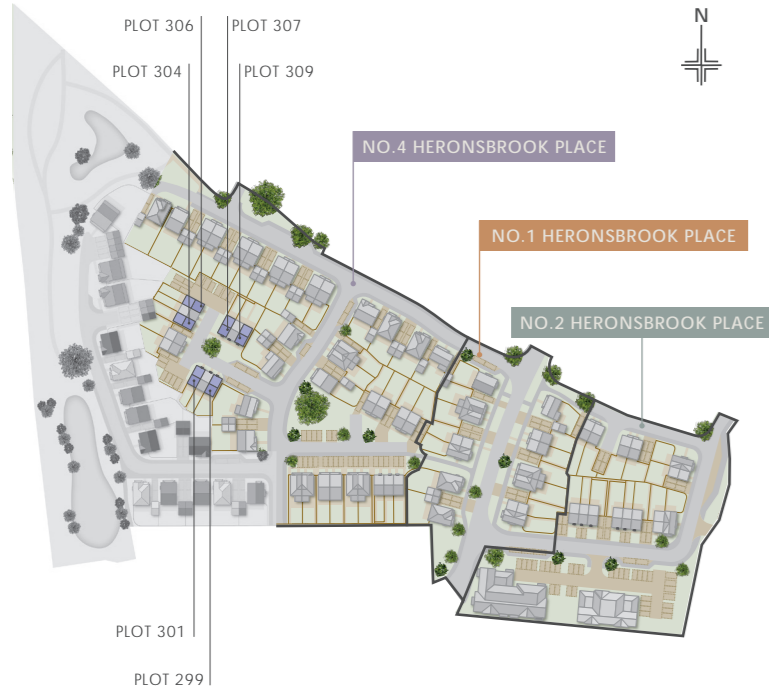 N
PLOT 306
PLOT 307
PLOT 304
PLOT 309
NO.4 HERONSBROOK PLACE
NO.1 HERONSBROOK PLACE
NO.2 HERONSBROOK PLACE
PLOT 301
PLOT 299